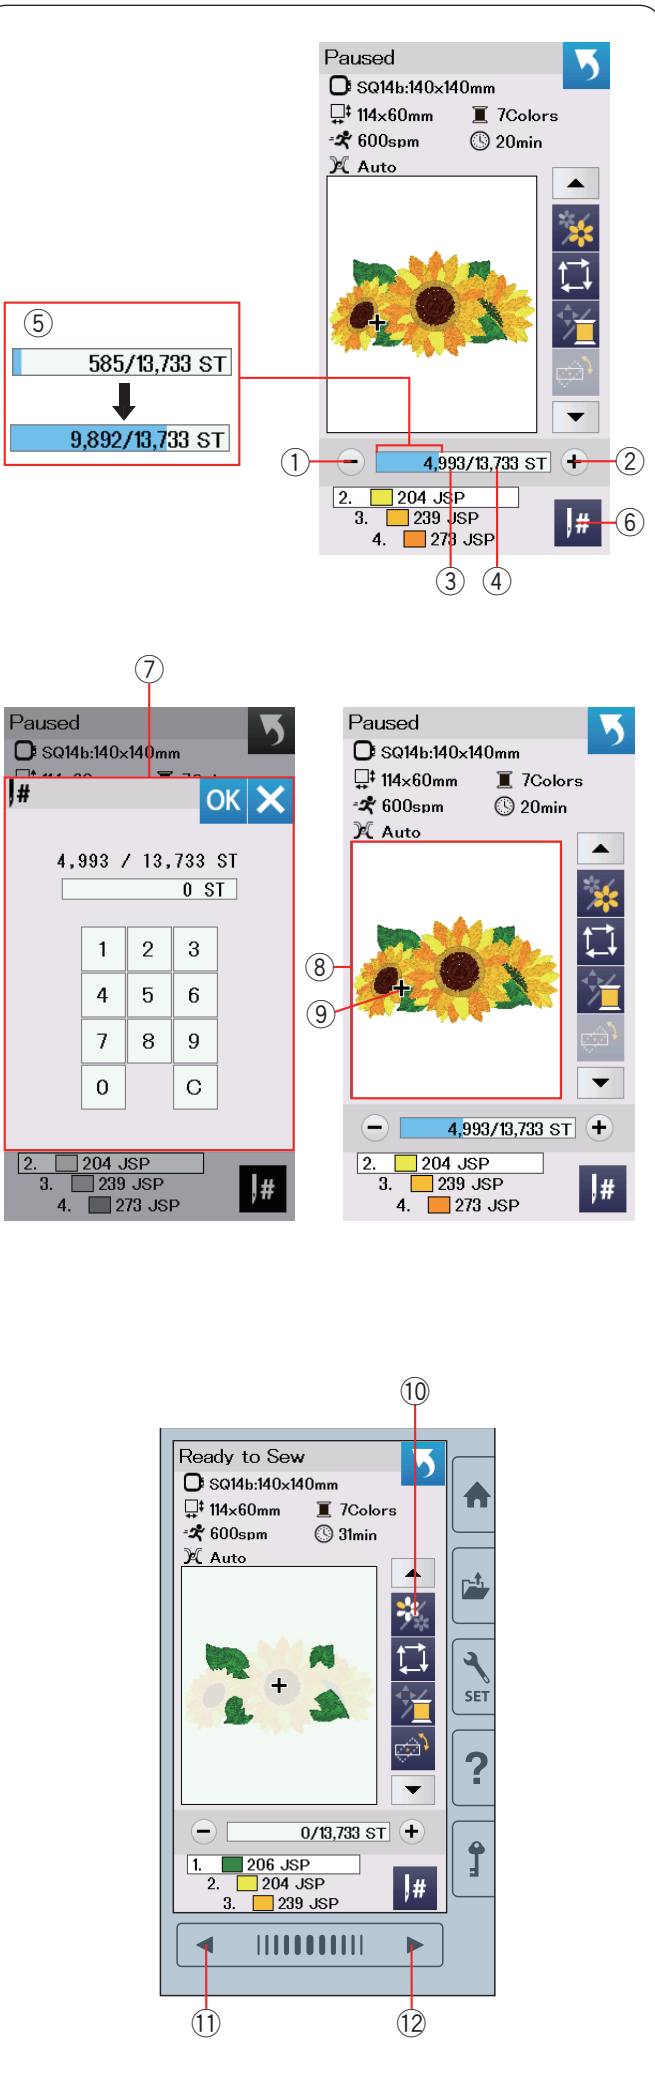 Paused
SQ14b:140x140mm
114x60mm 7Colors
600spm 20min
Auto
⑤
585/13,733 ST
9,892/13,733 ST
① − 4,993/13,733 ST + ②
2. 204 JSP
3. 239 JSP
4. 273 JSP
# ⑥
③ ④
⑦
Paused
SQ14b:140x140mm
#
OK
4,993 / 13,733 ST
0 ST
1 2 3
4 5 6
7 8 9
0 C
2. 204 JSP
3. 239 JSP
4. 273 JSP
#
Paused
SQ14b:140x140mm
114x60mm 7Colors
600spm 20min
Auto
⑧
⑨
− 4,993/13,733 ST +
2. 204 JSP
3. 239 JSP
4. 273 JSP
#
⑩
Ready to Sew
SQ14b:140x140mm
114x60mm 7Colors
600spm 31min
Auto
SET
?
− 0/13,733 ST +
1. 206 JSP
2. 204 JSP
3. 239 JSP
#
⑪ ⑫